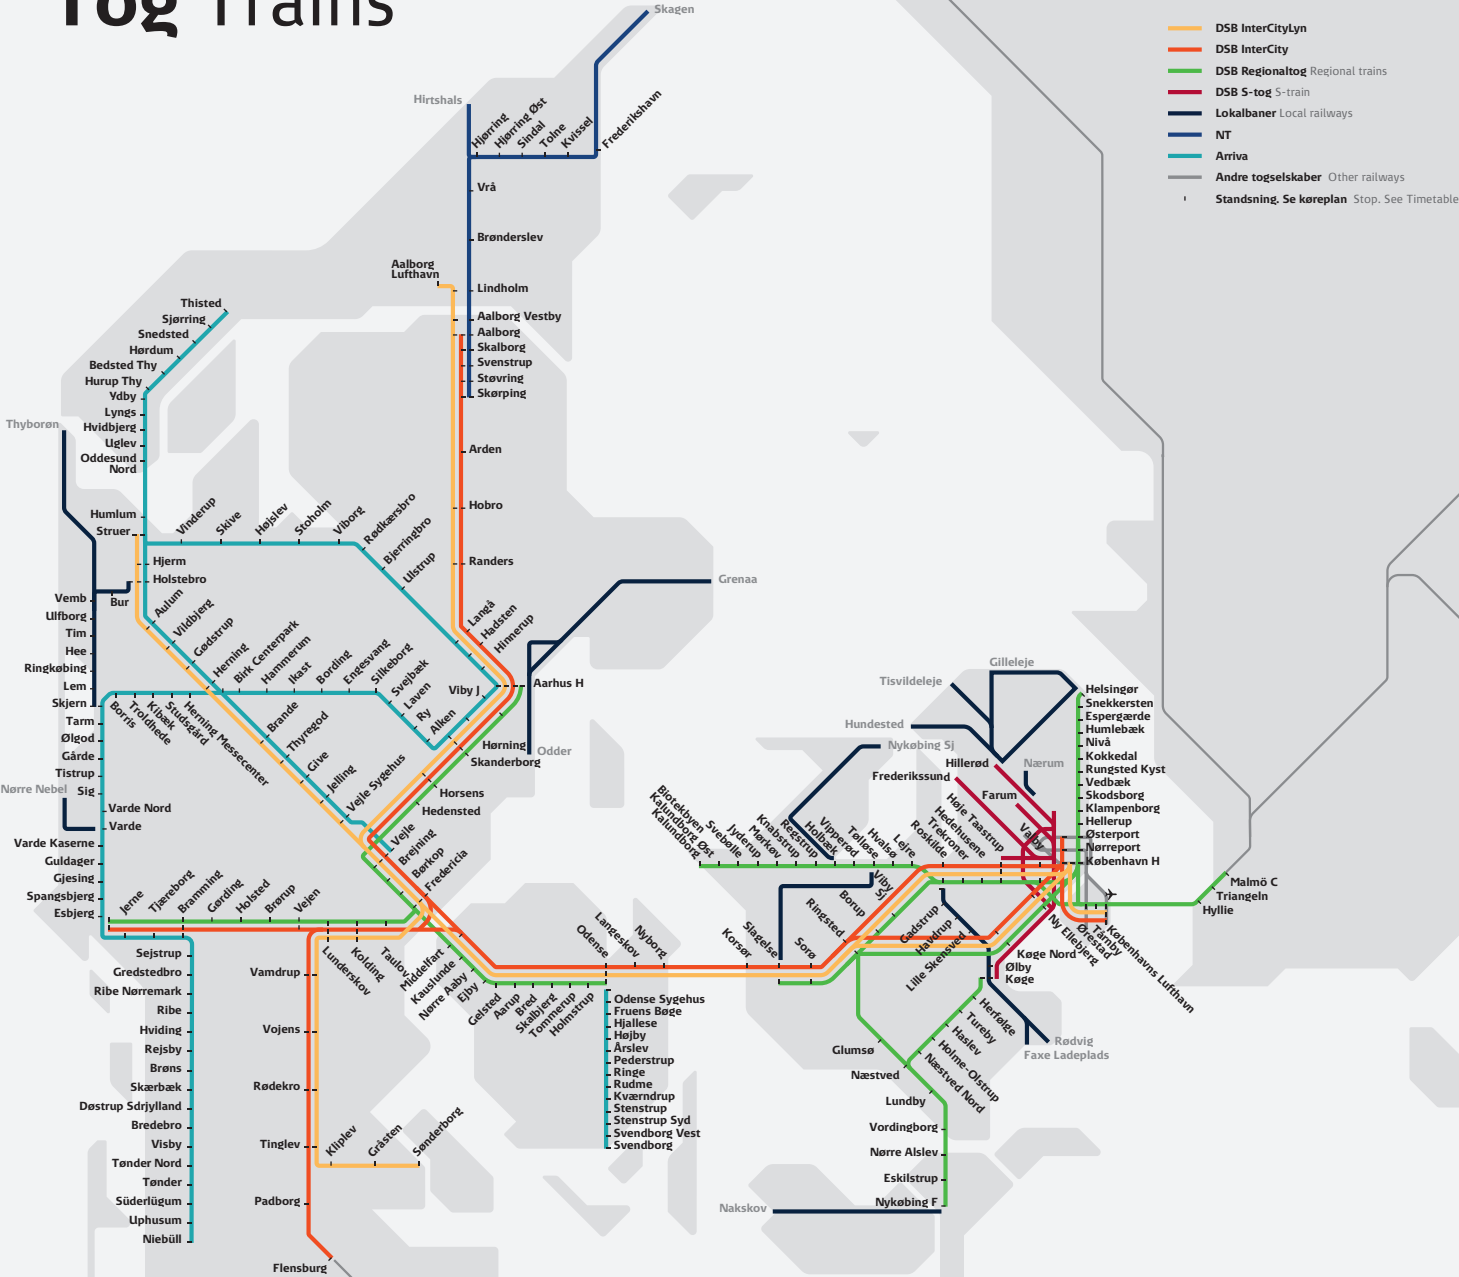 Tog Trains
DSB InterCityLyn
DSB InterCity
DSB Regionaltog Regional trains
DSB S-tog S-train
Lokalbaner Local railways
NT
Arriva
Andre togselskaber Other railways
Standsning. Se køreplan Stop. See Timetable
Skagen
Hirtshals
Hjørring
Hjørring Øst
Sindal
Tolne
Kvissel
Frederikshavn
Vrå
Brønderslev
Aalborg
Lufthavn
Lindholm
Aalborg Vestby
Aalborg
Skalborg
Svenstrup
Støvring
Skørping
Arden
Hobro
Randers
Langå
Hadsten
Hinnerup
Thisted
Sjørring
Snedsted
Hørdum
Bedsted Thy
Hurup Thy
Ydby
Lyngs
Hvidbjerg
Uglev
Oddesund
Nord
Humlum
Struer
Thyborøn
Vinderup
Skive
Højslev
Stoholm
Viborg
Rødkærsbro
Bjerringbro
Ulstrup
Hjerm
Holstebro
Bur
Vemb
Ulfborg
Tim
Hee
Ringkøbing
Lem
Skjern
Tarm
Ølgod
Gårde
Tistrup
Sig
Nørre Nebel
Varde Nord
Varde
Varde Kaserne
Guldager
Gjesing
Spangsbjerg
Esbjerg
Aulum
Vildbjerg
Gødstrup
Herning
Birk Centerpark
Hammerum
Ikast
Bording
Engesvang
Silkeborg
Svejbæk
Laven
Ry
Alken
Viby J
Aarhus H
Grenaa
Odder
Borris
Troldhede
Kibæk
Studsgård
Herning Messecenter
Brande
Thyregod
Give
Jelling
Vejle Sygehus
Hørning
Skanderborg
Horsens
Hedensted
Vejle
Brejning
Børkop
Fredericia
Jerne
Tjæreborg
Bramming
Gørding
Holsted
Brørup
Vejen
Lunderskov
Kolding
Taulov
Middelfart
Kauslunde
Nørre Aaby
Ejby
Gelsted
Aarup
Bred
Skalbjerg
Tommerup
Holmstrup
Odense
Langeskov
Nyborg
Korsør
Slagelse
Sorø
Ringsted
Borup
Viby
Sj
Sejstrup
Gredstedbro
Ribe Nørremark
Ribe
Hviding
Rejsby
Brøns
Skærbæk
Døstrup Sdrjylland
Bredebro
Visby
Tønder Nord
Tønder
Süderlügum
Uphusum
Niebüll
Vamdrup
Vojens
Rødekro
Tinglev
Padborg
Flensburg
Kliplev
Gråsten
Sønderborg
Odense Sygehus
Fruens Bøge
Hjallese
Højby
Årslev
Pederstrup
Ringe
Rudme
Kværndrup
Stenstrup
Stenstrup Syd
Svendborg Vest
Svendborg
Kalundborg
Kalundborg Øst
Biotekbyen
Svebølle
Jyderup
Mørkøv
Knabstrup
Regstrup
Holbæk
Vipperød
Tølløse
Hvalsø
Lejre
Roskilde
Trekroner
Hedehusene
Høje Taastrup
Valby
Gilleleje
Tisvildeleje
Hundested
Nykøbing Sj
Hillerød
Frederikssund
Farum
Nærum
Helsingør
Snekkersten
Espergærde
Humlebæk
Nivå
Kokkedal
Rungsted Kyst
Vedbæk
Skodsborg
Klampenborg
Hellerup
Østerport
Nørreport
København H
Malmö C
Triangeln
Hyllie
Ny Ellebjerg
Ørestad
Tårnby
Københavns Lufthavn
Gadstrup
Havdrup
Lille Skensved
Køge Nord
Ølby
Køge
Herfølge
Tureby
Haslev
Holme-Olstrup
Næstved Nord
Rødvig
Faxe Ladeplads
Glumsø
Næstved
Lundby
Vordingborg
Nørre Alslev
Eskilstrup
Nykøbing F
Nakskov